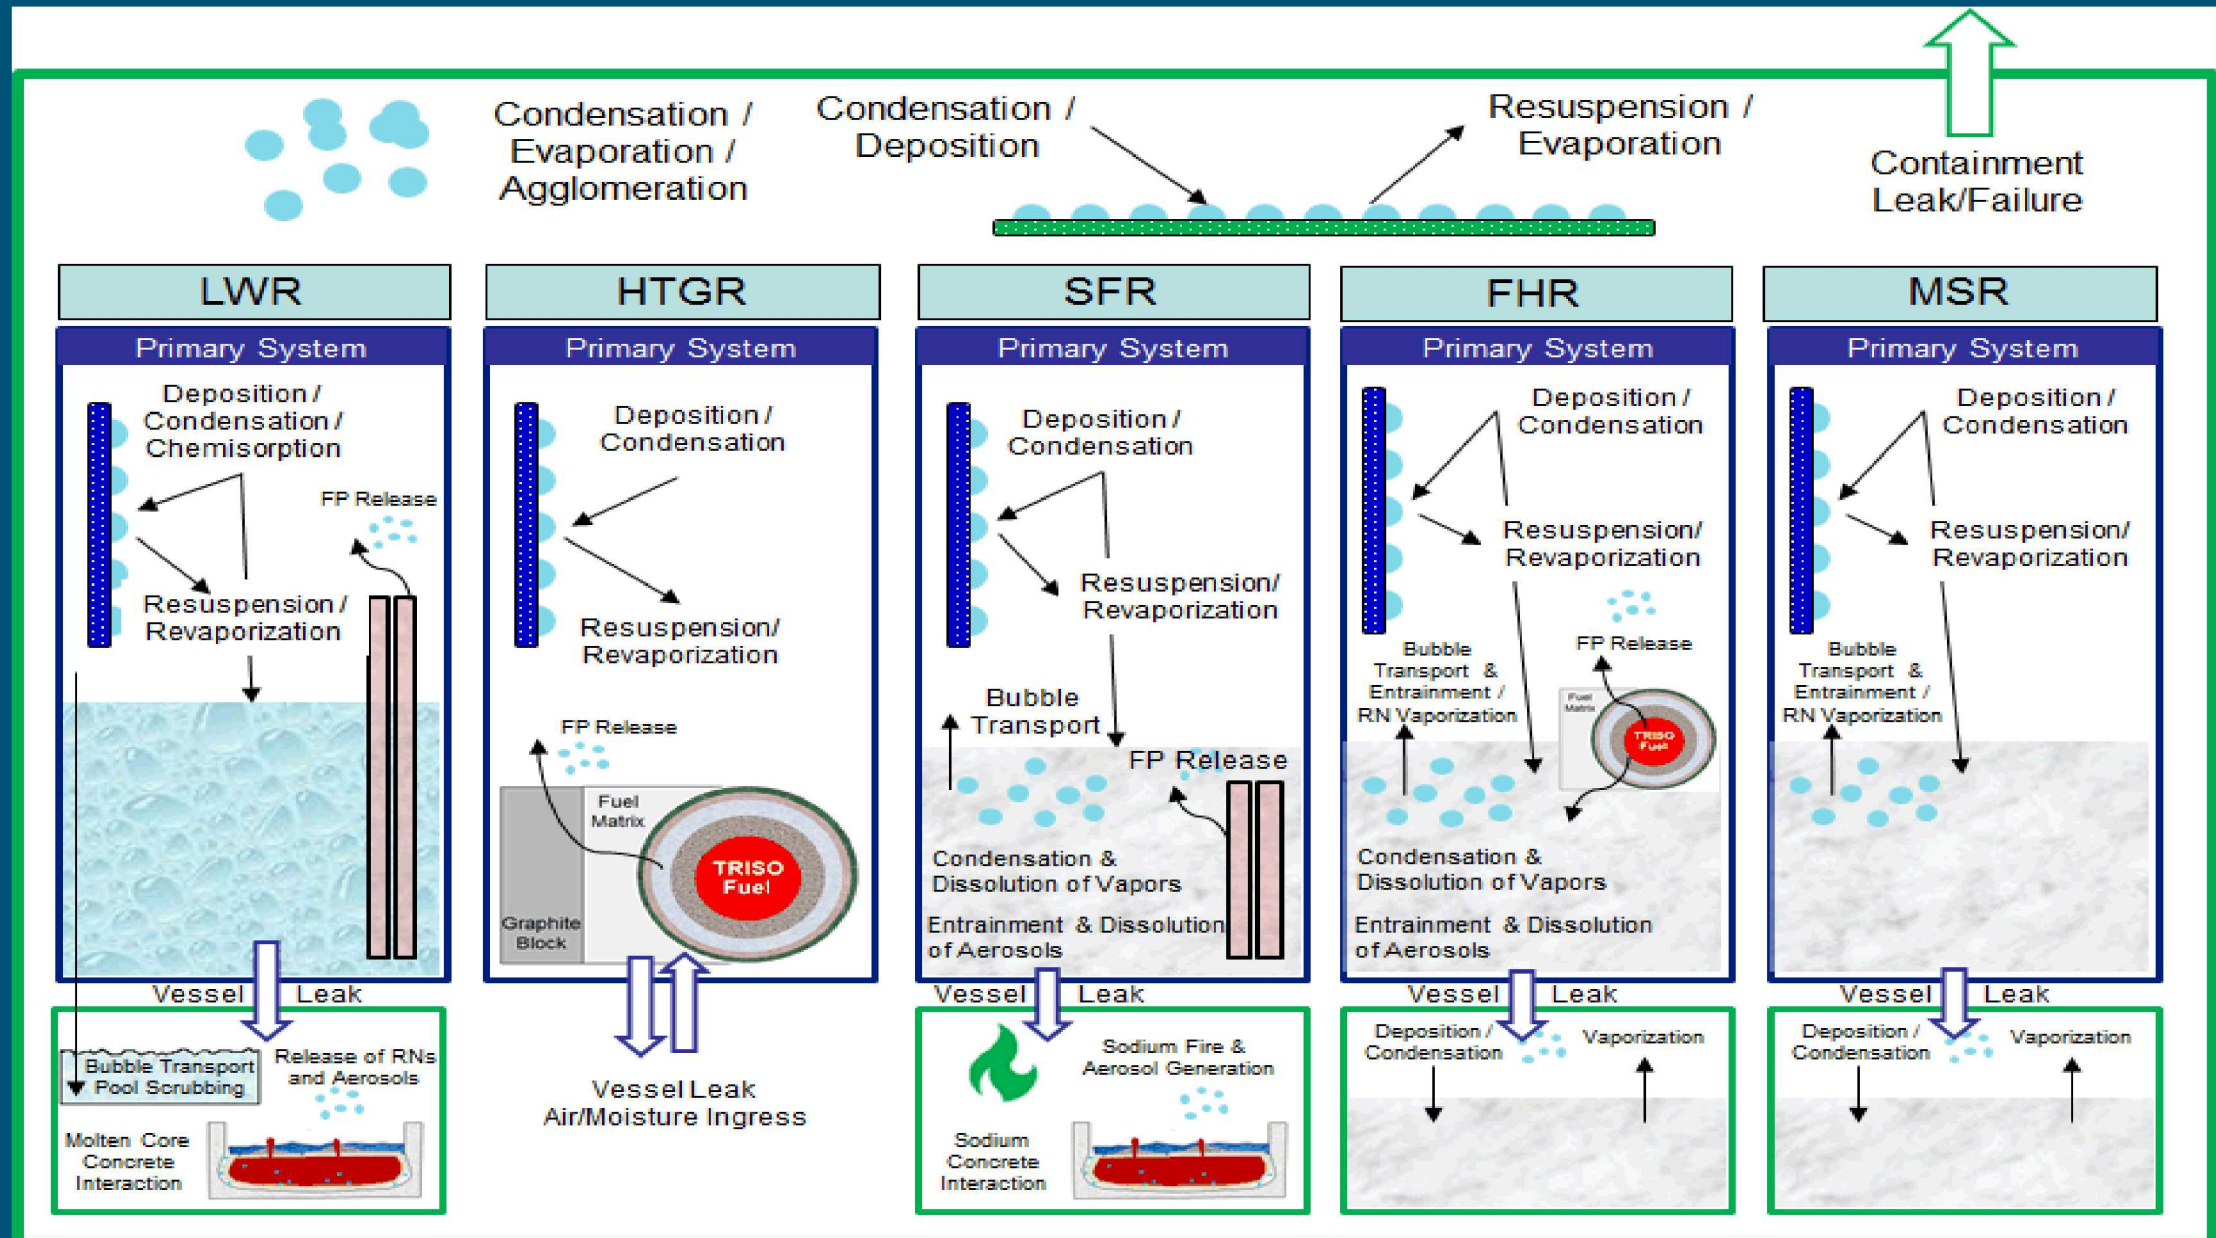 Condensation /
Evaporation /
Agglomeration
Condensation /
Deposition
Resuspension /
Evaporation
Containment
Leak/Failure
LWR
Primary System
Deposition /
Condensation /
Chemisorption
FP Release
Resuspension /
Revaporization
Vessel Leak
Bubble Transport
Pool Scrubbing
Release of RNs
and Aerosols
Molten Core
Concrete
Interaction
HTGR
Primary System
Deposition /
Condensation
Resuspension/
Revaporization
FP Release
Fuel
Matrix
TRISO
Fuel
Graphite
Block
Vessel Leak
Air/Moisture Ingress
SFR
Primary System
Deposition /
Condensation
Resuspension/
Revaporization
Bubble
Transport
FP Release
Condensation &
Dissolution of Vapors
Entrainment & Dissolution
of Aerosols
Vessel Leak
Sodium Fire &
Aerosol Generation
Sodium
Concrete
Interaction
FHR
Primary System
Deposition /
Condensation
Resuspension/
Revaporization
FP Release
Bubble
Transport &
Entrainment /
RN Vaporization
Fuel
Matrix
TRISO
Fuel
Condensation &
Dissolution of Vapors
Entrainment & Dissolution
of Aerosols
Vessel Leak
Deposition /
Condensation
Vaporization
MSR
Primary System
Deposition /
Condensation
Resuspension/
Revaporization
Bubble
Transport &
Entrainment /
RN Vaporization
Vessel Leak
Deposition /
Condensation
Vaporization